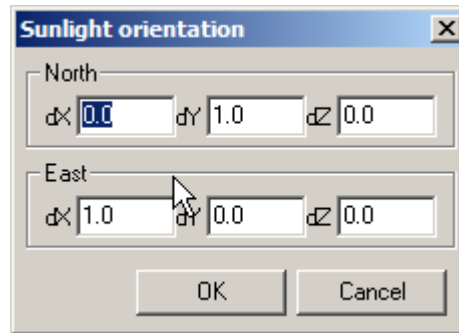 Sunlight orientation
North
dX 0.0 dY 1.0 dZ 0.0
East
dX 1.0 dY 0.0 dZ 0.0
OK Cancel